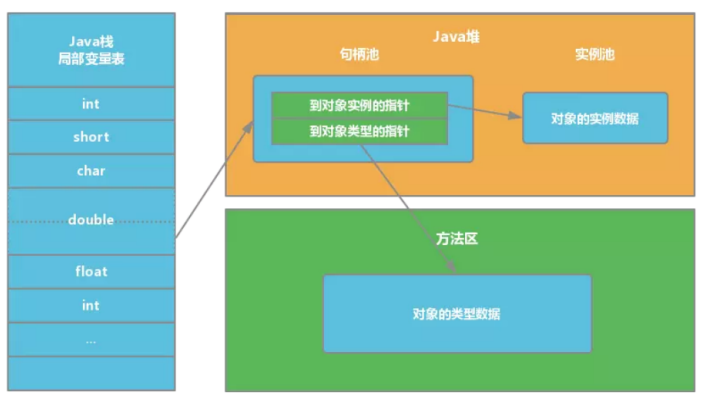 Java栈
局部变量表
int
short
char
double
float
int
...
Java堆
句柄池
实例池
到对象实例的指针
到对象类型的指针
对象的实例数据
方法区
对象的类型数据